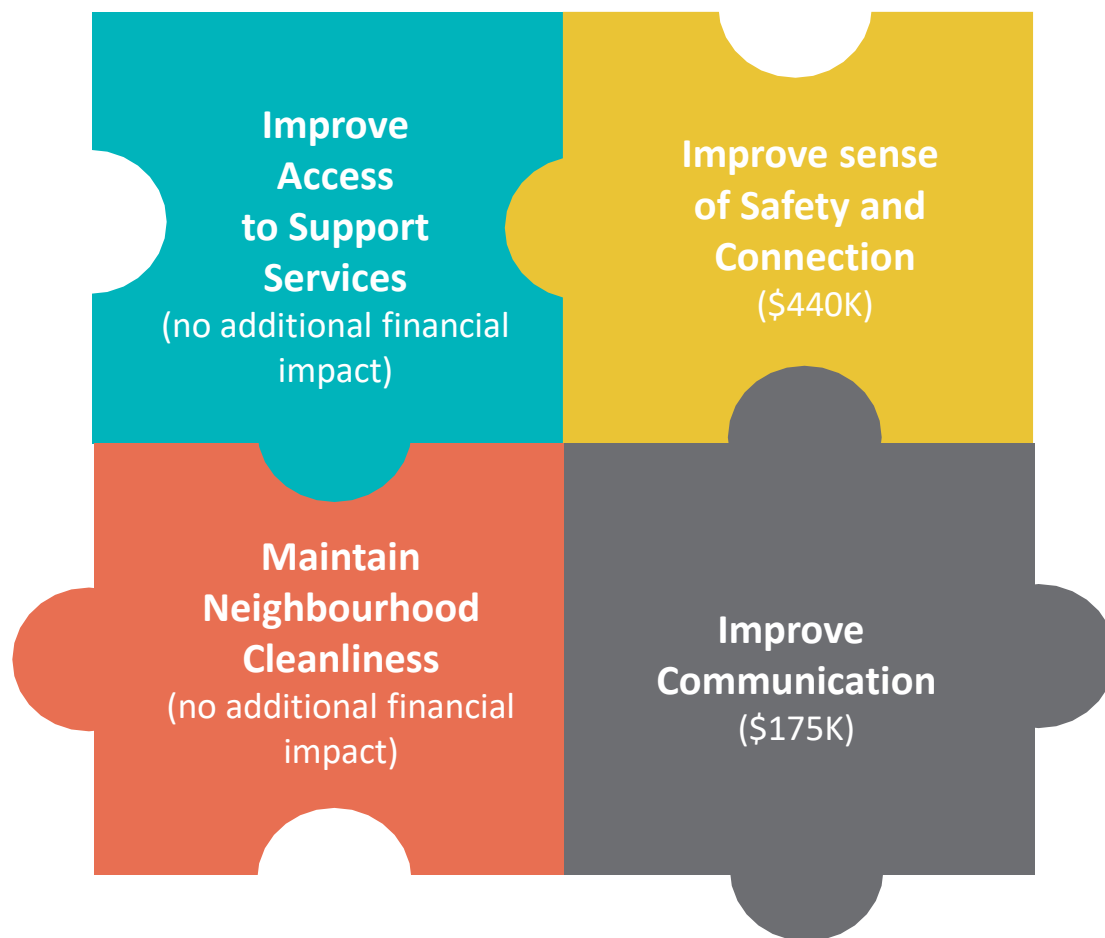 Improve
Access
to Support
Services
(no additional financial
impact)
Improve sense
of Safety and
Connection
($440K)
Maintain
Neighbourhood
Cleanliness
(no additional financial
impact)
Improve
Communication
($175K)